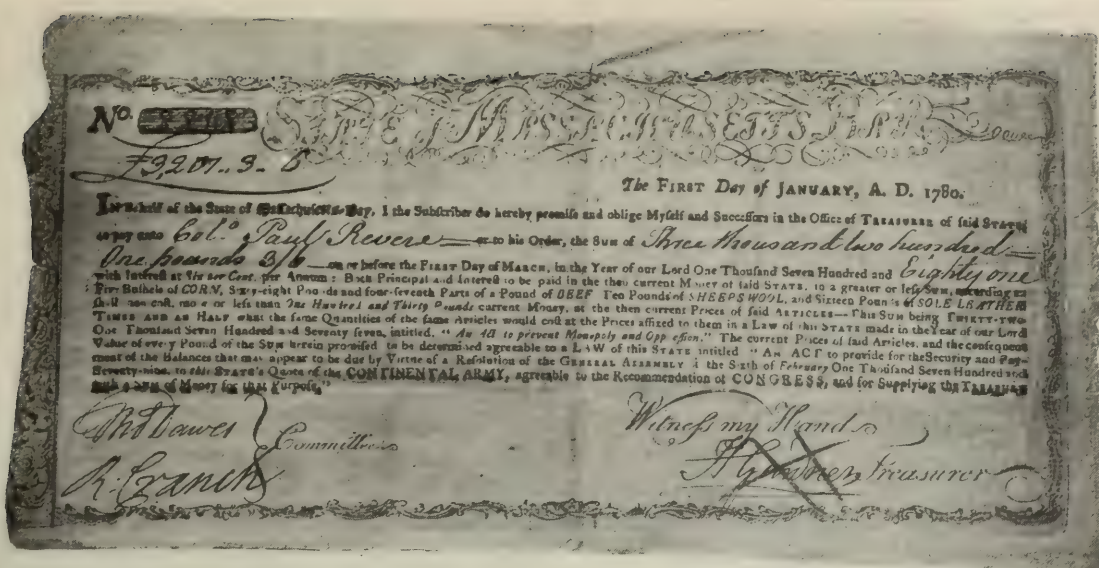 No.
STATE of MASSACHUSETTS BAY
£3,201..3..
The FIRST Day of JANUARY, A. D. 1780.
IN Behalf of the State of Massachusetts-Bay, I the Subscriber do hereby promise and oblige Myself and Successors in the Office of TREASURER of said STATE,
to pay unto Colo. Paul Revere or to his Order, the Sum of Three thousand two hundred
One pounds 3/ on or before the FIRST Day of MARCH, in the Year of our Lord One Thousand Seven Hundred and Eighty one
with Interest at Six per Cent. per Annum: Both Principal and Interest to be paid in the then current Money of said STATE, to a greater or less Sum, according as
Five Bushels of CORN, Sixty-eight Pounds and four-seventh Parts of a Pound of BEEF Ten Pounds of SHEEPS WOOL, and Sixteen Pounds of SOLE LEATHER
shall then cost, more or less than One Hundred and Thirty Pounds current Money, at the then current Prices of said ARTICLES—This SUM being THIRTY-TWO
TIMES AND AN HALF what the same Quantities of the same Articles would cost at the Prices affixed to them in a Law of this STATE made in the Year of our Lord
One Thousand Seven Hundred and Seventy seven, intitled, "An Act to prevent Monopoly and Oppression." The current Prices of said Articles, and the consequent
Value of every Pound of the SUM herein promised to be determined agreable to a LAW of this STATE intitled "AN ACT to provide for the Security and Pay-
ment of the Balances that may appear to be due by Virtue of a Resolution of the GENERAL ASSEMBLY of the Sixth of February One Thousand Seven Hundred and
Seventy-nine, to this STATE'S Quota of the CONTINENTAL ARMY, agreable to the Recommendation of CONGRESS, and for Supplying the TREASURY
with a SUM of Money for that Purpose."
Witness my Hand
Tho Dawes
Committee
R. Cranch
HGardner Treasurer